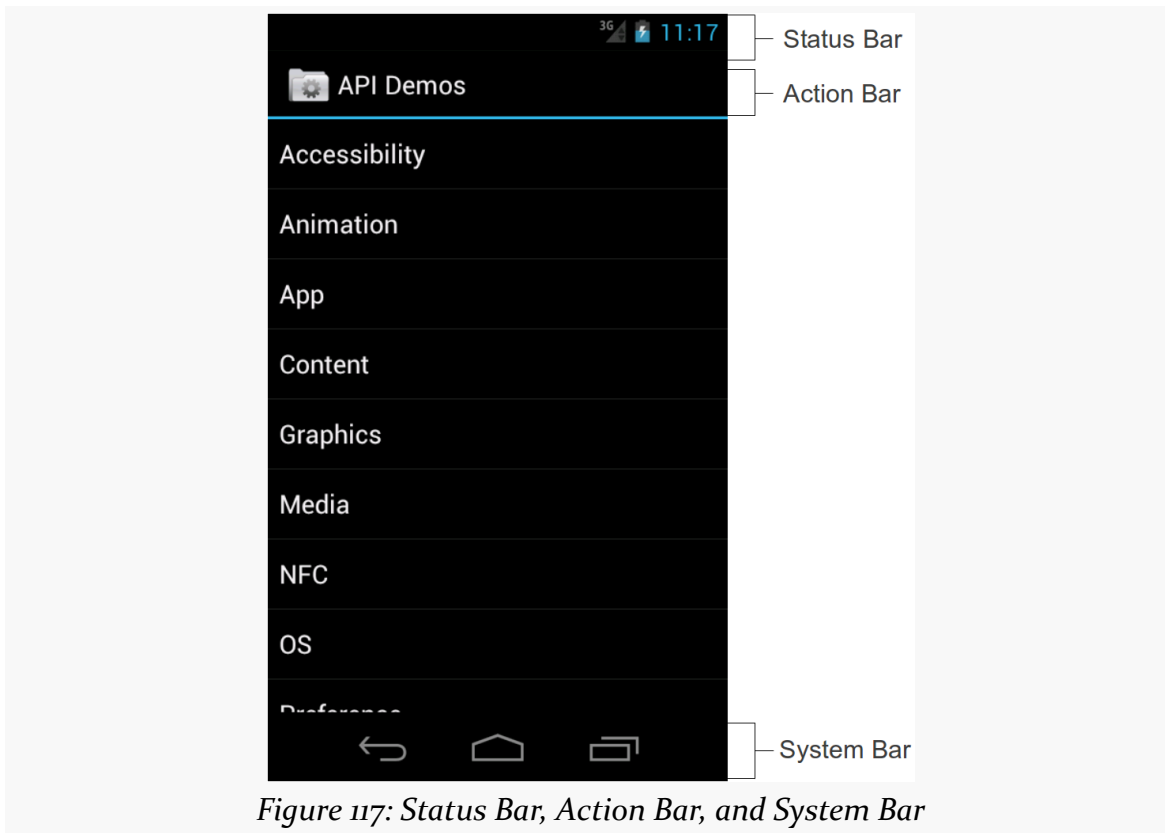 3G 11:17 Status Bar
API Demos Action Bar
Accessibility
Animation
App
Content
Graphics
Media
NFC
OS
Preference
System Bar
Figure 117: Status Bar, Action Bar, and System Bar